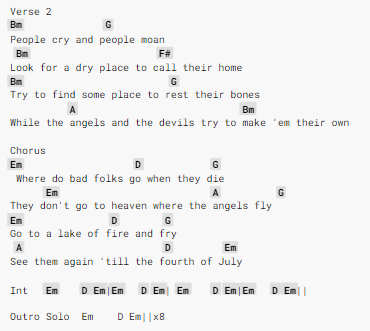 Verse 2
Bm G
People cry and people moan
Bm F#
Look for a dry place to call their home
Bm G
Try to find some place to rest their bones
A Bm
While the angels and the devils try to make 'em their own
Chorus
Em D G
Where do bad folks go when they die
Em A G
They don't go to heaven where the angels fly
Em D G
Go to a lake of fire and fry
A D Em
See them again 'till the fourth of July
Int Em D Em|Em D Em| Em D Em|Em D Em||
Outro Solo Em D Em||x8